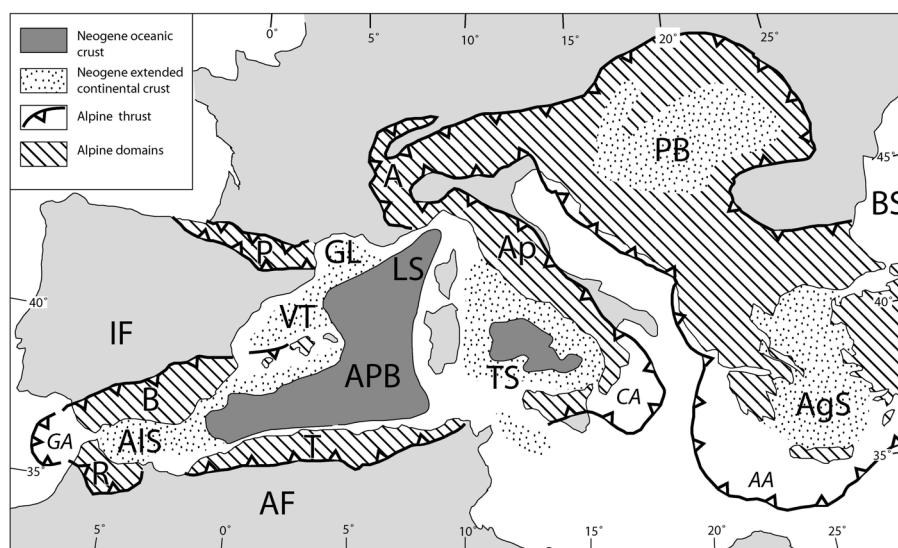 0° 5° 10° 15° 20° 25°
Neogene oceanic
crust
Neogene extended
continental crust
Alpine thrust
Alpine domains
PB
A
45°
BS
P
GL
Ap
LS
40°
40°
VT
IF
APB
TS
B
CA
AgS
GA
AlS
T
35°
35°
R
AA
AF
5° 0° 5° 10° 15° 20° 25°